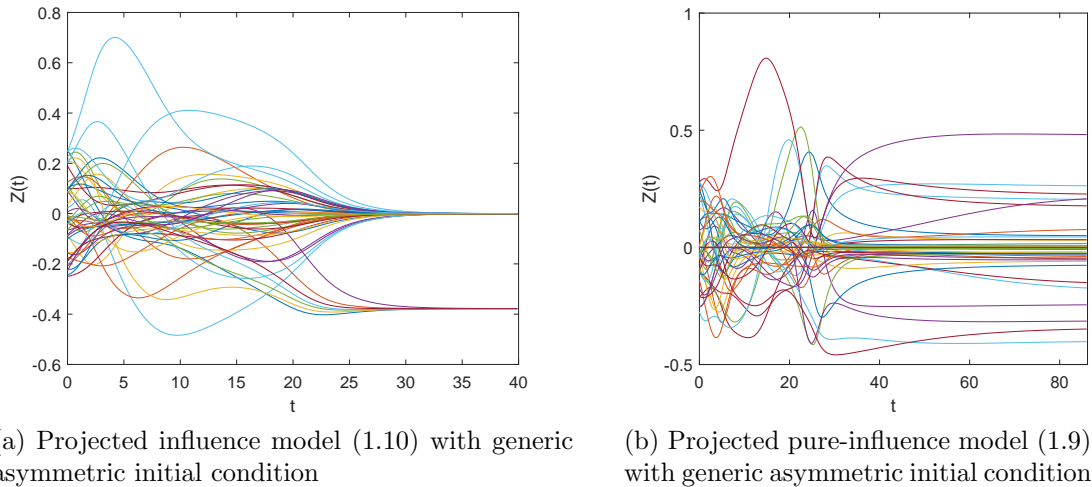 0.8
0.6
0.4
0.2
0
-0.2
-0.4
-0.6
Z(t)
0 5 10 15 20 25 30 35 40
t
1
0.5
0
-0.5
Z(t)
0 20 40 60 80
t
a) Projected influence model (1.10) with generic
asymmetric initial condition
(b) Projected pure-influence model (1.9)
with generic asymmetric initial condition